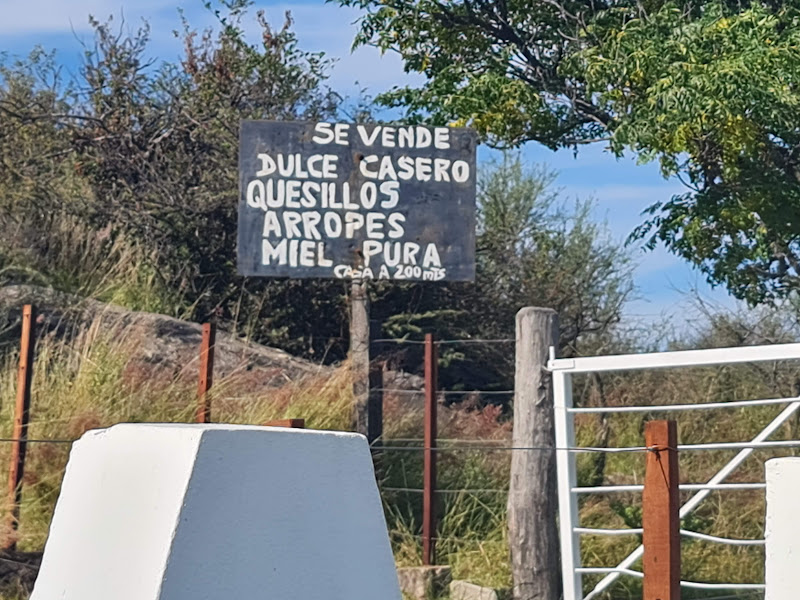 SE VENDE
DULCE CASERO
QUESILLOS
ARROPES
MIEL PURA
CASA A 200 MTS